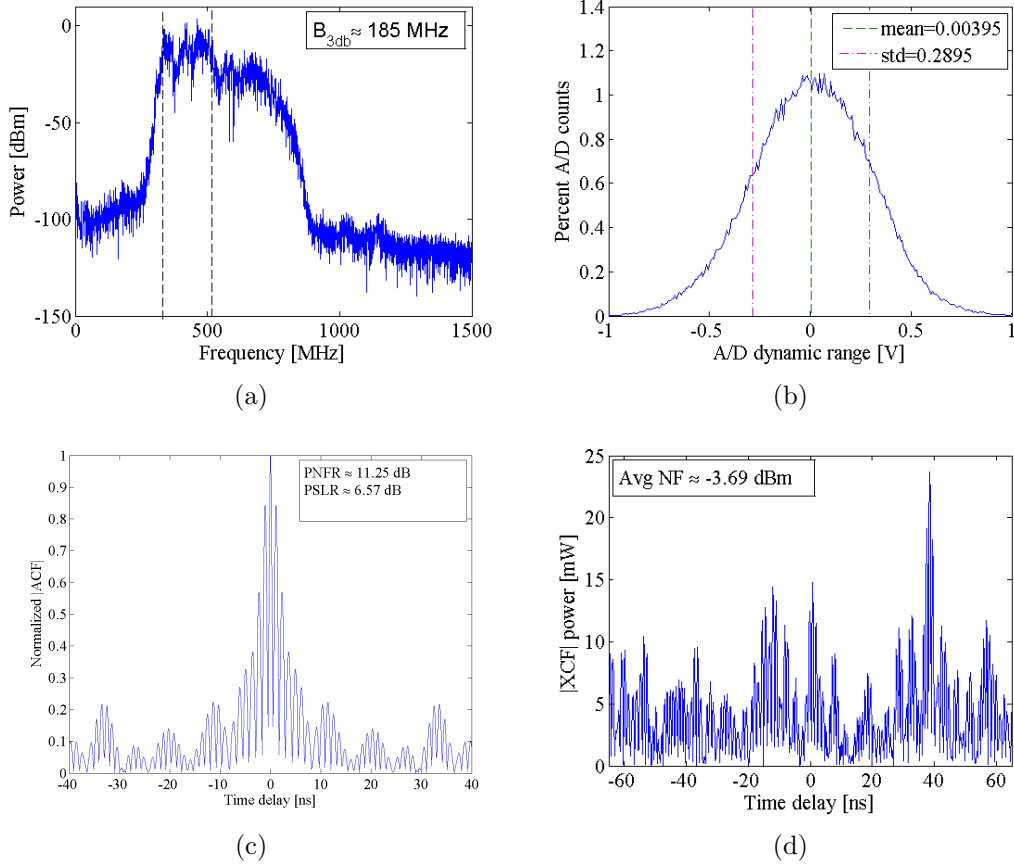 B3db ≈ 185 MHz
0
-50
-100
-150
Power [dBm]
0 500 1000 1500
Frequency [MHz]
(a)
mean=0.00395
std=0.2895
1.4
1.2
1
0.8
0.6
0.4
0.2
0
Percent A/D counts
-1 -0.5 0 0.5 1
A/D dynamic range [V]
(b)
PNFR ≈ 11.25 dB
PSLR ≈ 6.57 dB
1
0.9
0.8
0.7
0.6
0.5
0.4
0.3
0.2
0.1
0
Normalized |ACF|
-40 -30 -20 -10 0 10 20 30 40
Time delay [ns]
(c)
Avg NF ≈ -3.69 dBm
25
20
15
10
5
0
|XCF| power [mW]
-60 -40 -20 0 20 40 60
Time delay [ns]
(d)